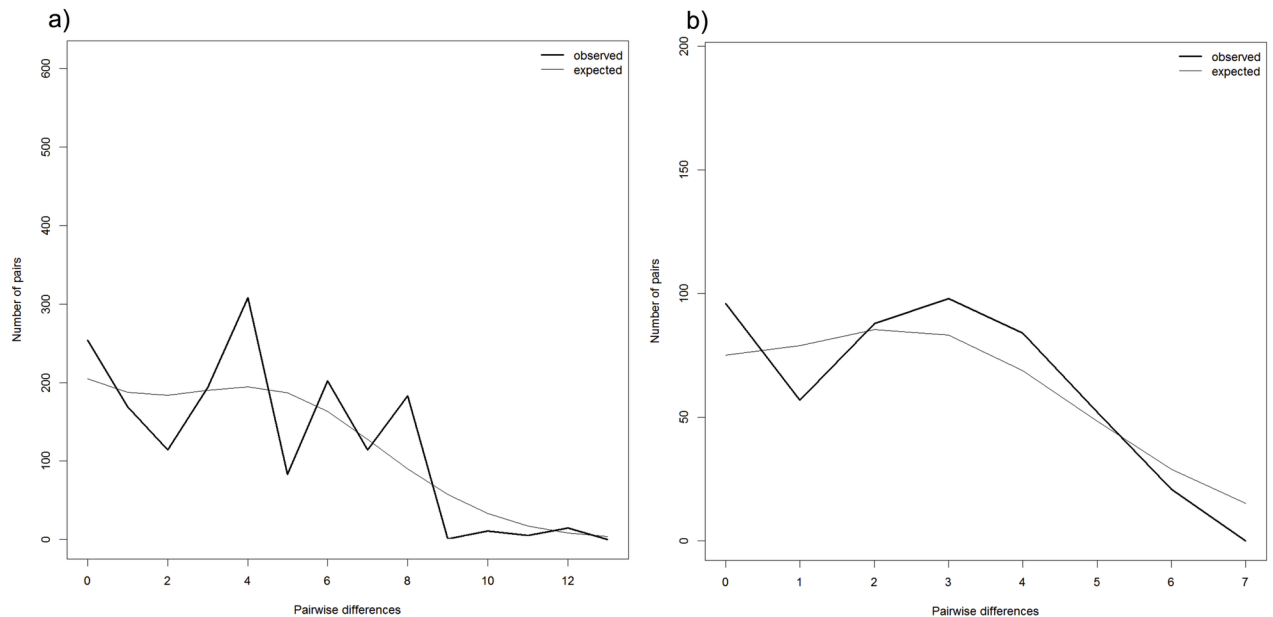 a)
observed
expected
600
500
400
300
200
100
0
Number of pairs
0 2 4 6 8 10 12
Pairwise differences
b)
observed
expected
200
150
100
50
0
Number of pairs
0 1 2 3 4 5 6 7
Pairwise differences